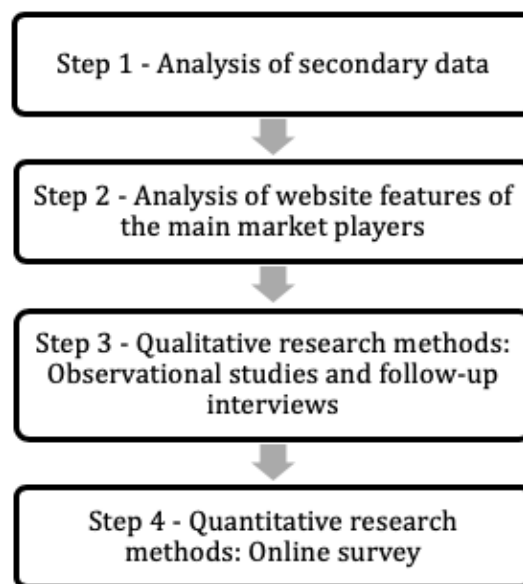 Step 1 - Analysis of secondary data
Step 2 - Analysis of website features of
the main market players
Step 3 - Qualitative research methods:
Observational studies and follow-up
interviews
Step 4 - Quantitative research
methods: Online survey